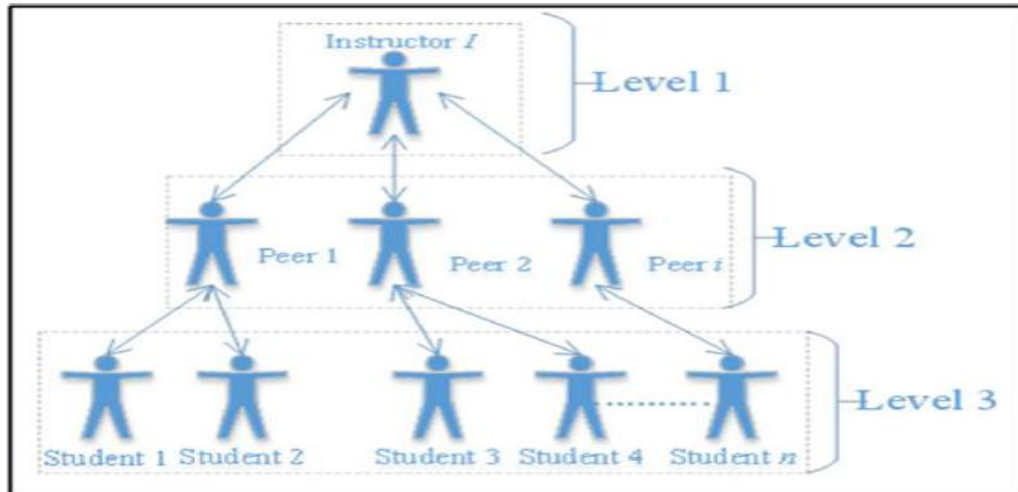 Instructor I
Level 1
Peer 1
Peer 2
Peer i
Level 2
Student 1
Student 2
Student 3
Student 4
Student n
Level 3